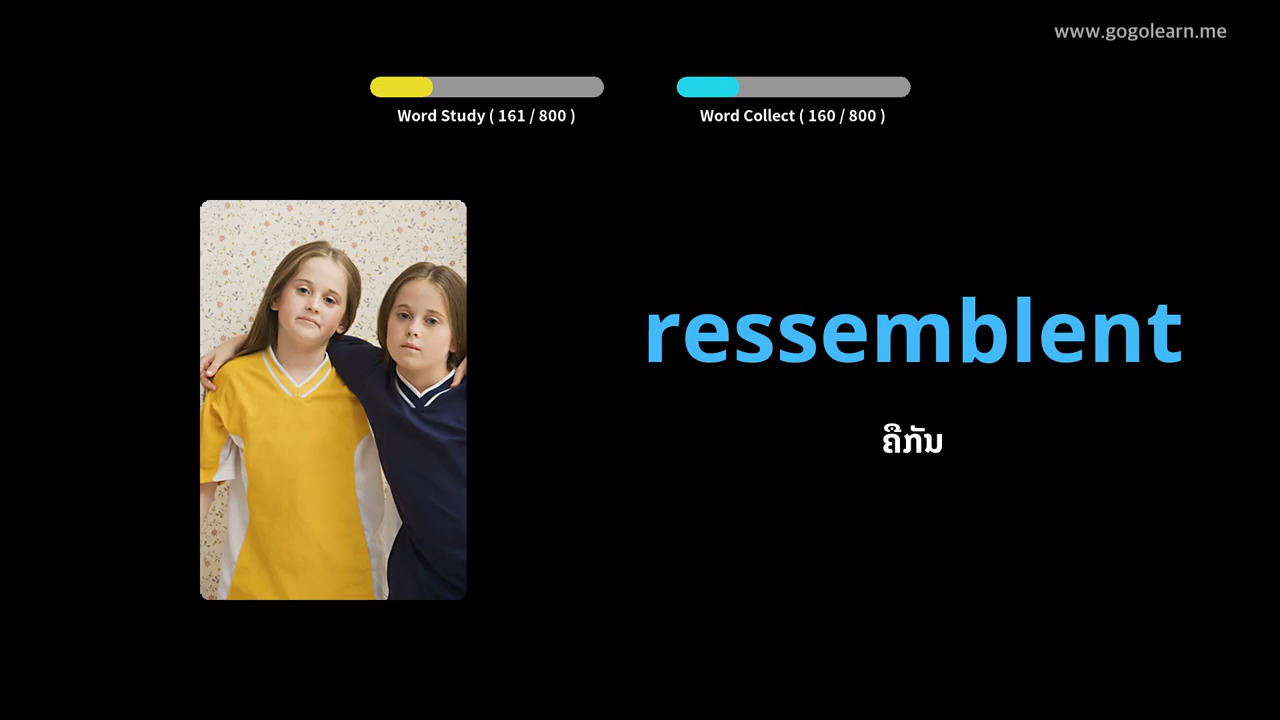 www.gogolearn.me
Word Study ( 161 / 800 )
Word Collect ( 160 / 800 )
ressemblent
ຄືກັນ